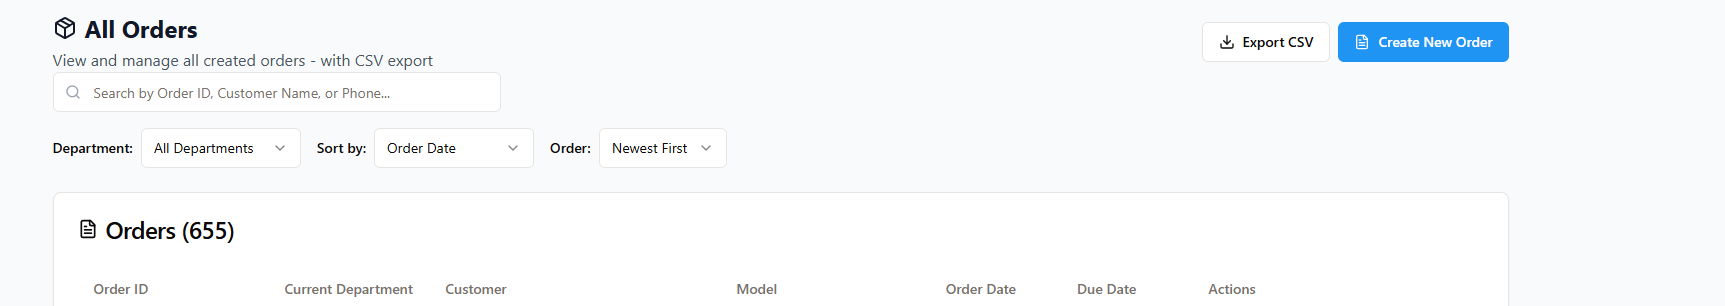 All Orders
View and manage all created orders - with CSV export
Export CSV
Create New Order
Search by Order ID, Customer Name, or Phone...
Department: All Departments Sort by: Order Date Order: Newest First
Orders (655)
Order ID Current Department Customer Model Order Date Due Date Actions